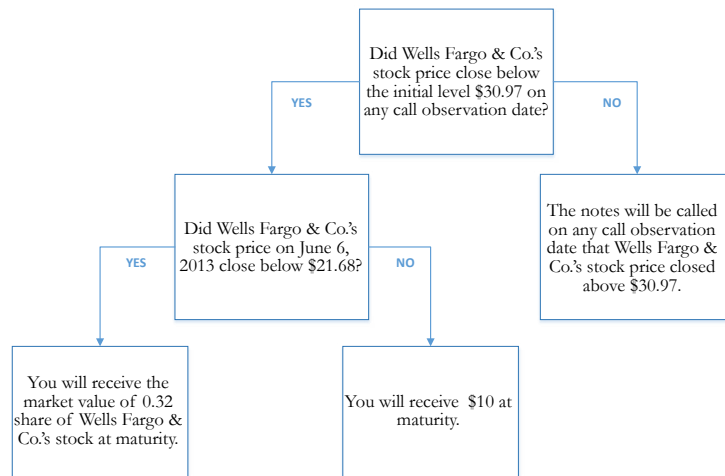 Did Wells Fargo & Co.'s
stock price close below
the initial level $30.97 on
any call observation date?
YES
NO
Did Wells Fargo & Co.'s
stock price on June 6,
2013 close below $21.68?
The notes will be called
on any call observation
date that Wells Fargo &
Co.'s stock price closed
above $30.97.
YES
NO
You will receive the
market value of 0.32
share of Wells Fargo &
Co.'s stock at maturity.
You will receive $10 at
maturity.